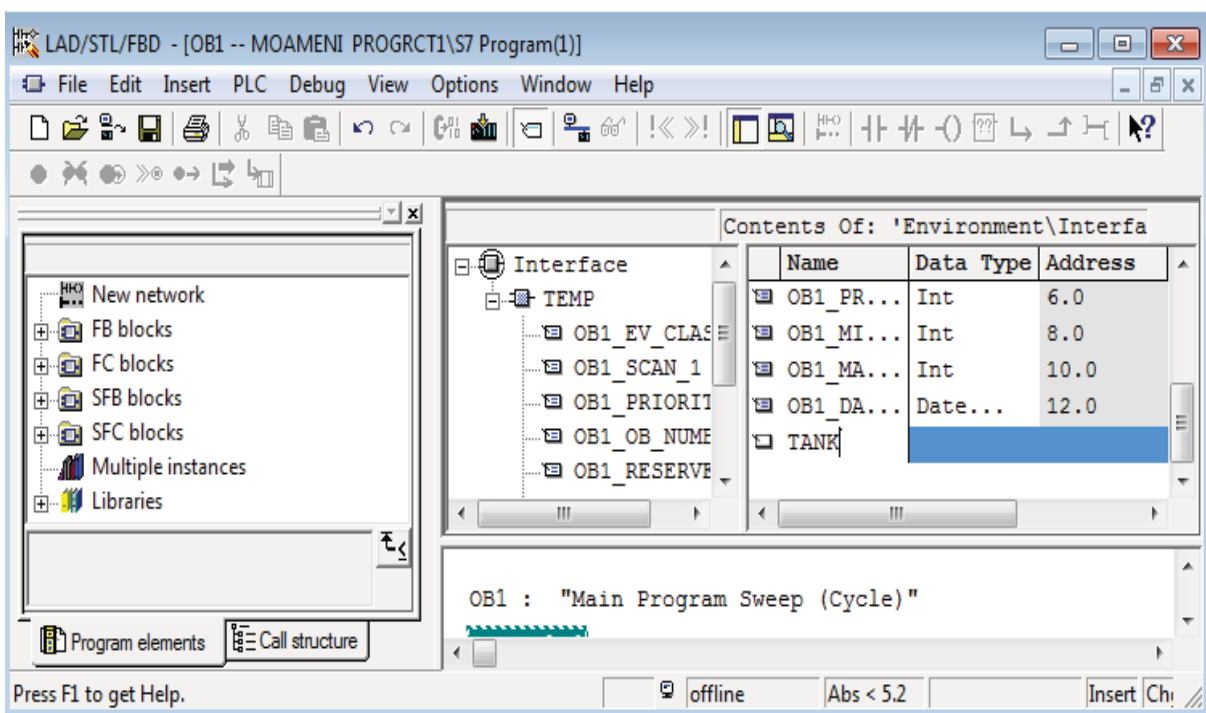 LAD/STL/FBD - [OB1 -- MOAMENI PROGRCT1\S7 Program(1)]
File Edit Insert PLC Debug View Options Window Help
Contents Of: 'Environment\Interfa
New network
FB blocks
FC blocks
SFB blocks
SFC blocks
Multiple instances
Libraries
Program elements
Call structure
Interface
TEMP
OB1_EV_CLAS
OB1_SCAN_1
OB1_PRIORIT
OB1_OB_NUME
OB1_RESERVE
Name Data Type Address
OB1_PR... Int 6.0
OB1_MI... Int 8.0
OB1_MA... Int 10.0
OB1_DA... Date... 12.0
TANK
OB1 : "Main Program Sweep (Cycle)"
Press F1 to get Help. offline Abs < 5.2 Insert